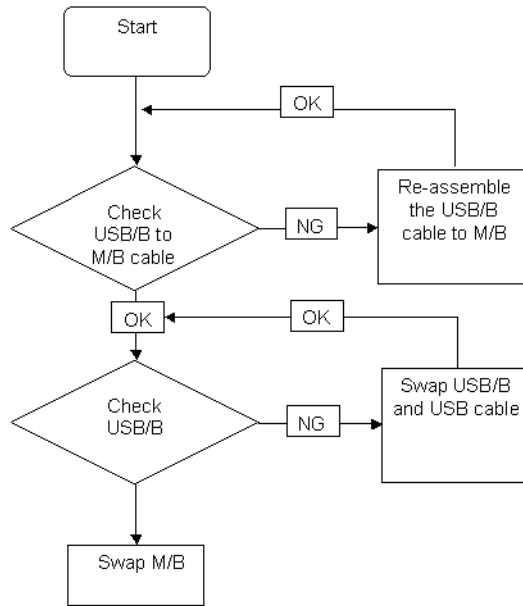 Start
OK
Check
USB/B to
M/B cable
NG
Re-assemble
the USB/B
cable to M/B
OK
OK
Check
USB/B
NG
Swap USB/B
and USB cable
Swap M/B